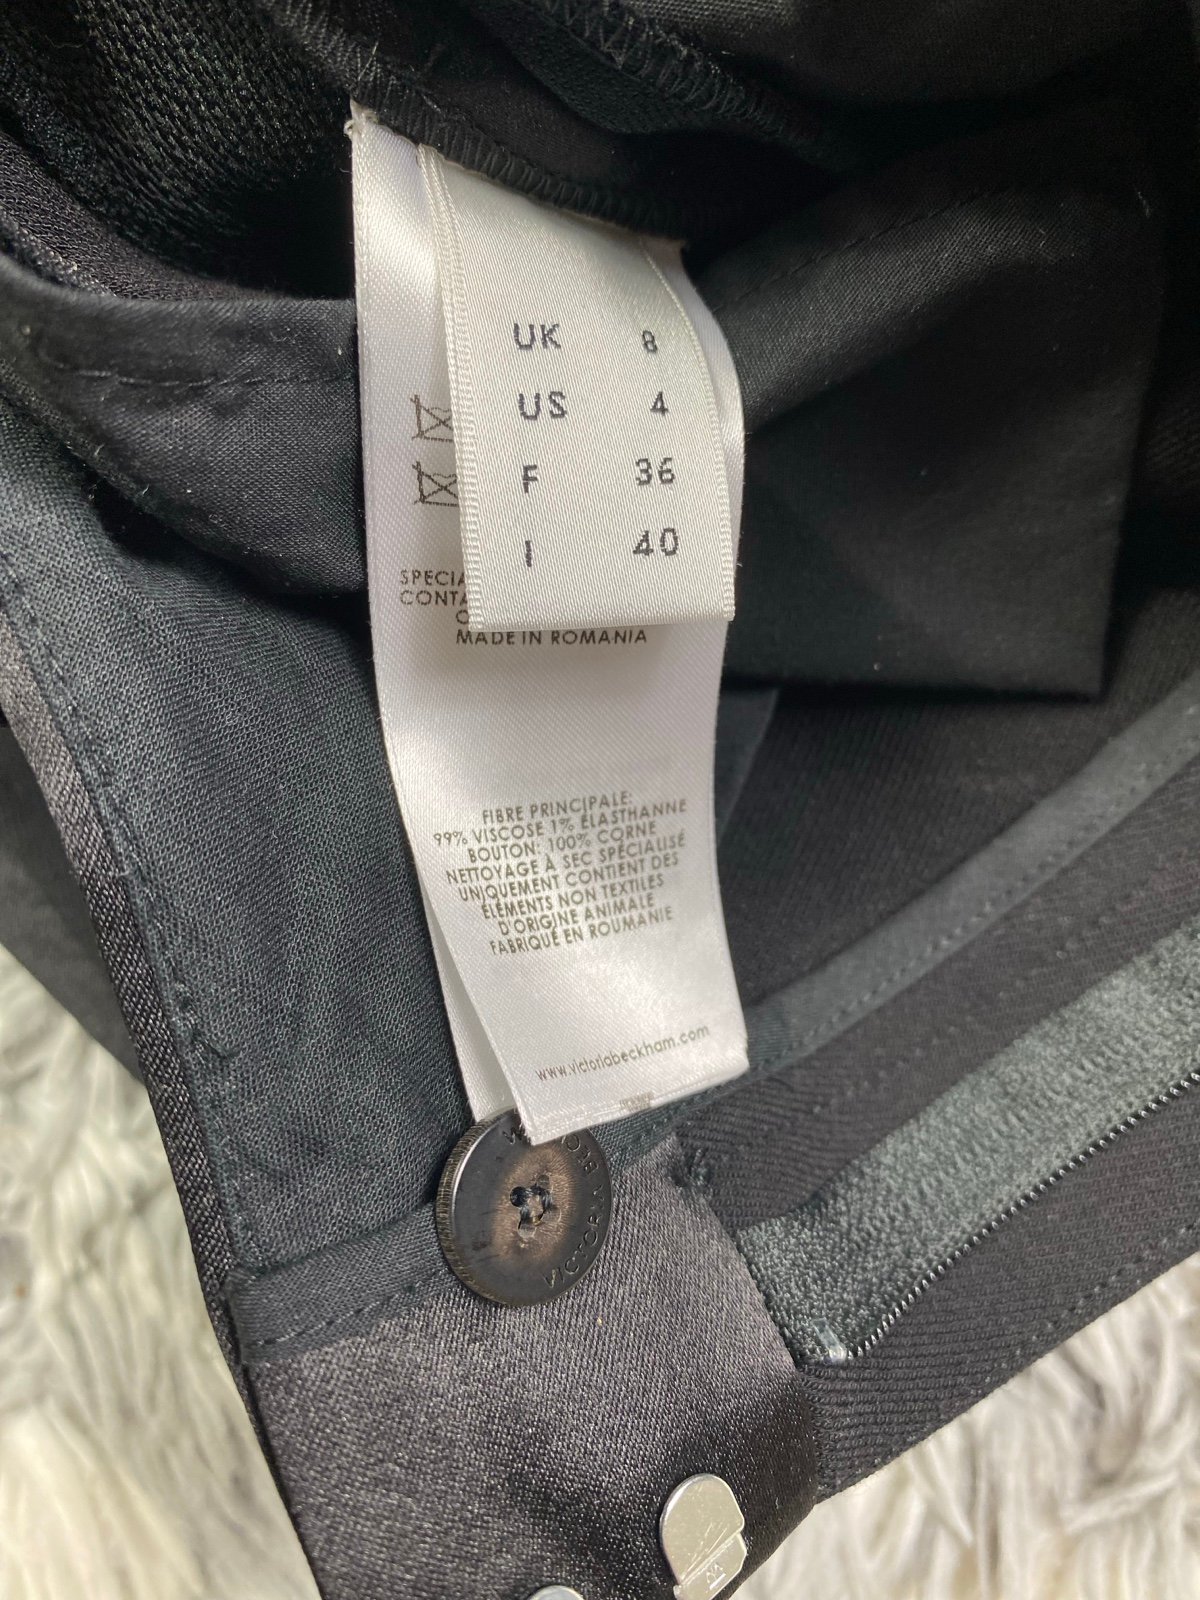 UK 8
US 4
F 36
I 40
MADE IN ROMANIA
FIBRE PRINCIPALE:
99% VISCOSE 1% ÉLASTHANNE
BOUTON: 100% CORNE
NETTOYAGE À SEC SPÉCIALISÉ
UNIQUEMENT CONTIENT DES
ÉLÉMENTS NON TEXTILES
D'ORIGINE ANIMALE
FABRIQUÉ EN ROUMANIE
www.victoriabeckham.com
VICTORIA